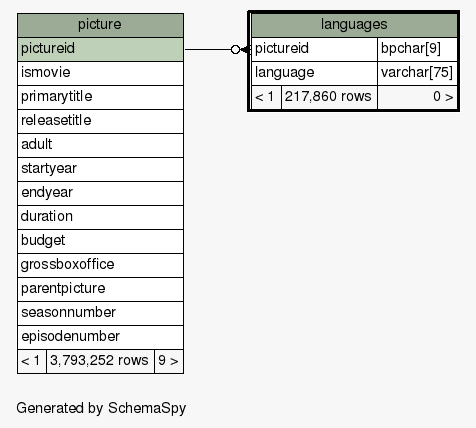 picture
pictureid
ismovie
primarytitle
releasetitle
adult
startyear
endyear
duration
budget
grossboxoffice
parentpicture
seasonnumber
episodenumber
< 1 3,793,252 rows 9 >
languages
pictureid bpchar[9]
language varchar[75]
< 1 217,860 rows 0 >
Generated by SchemaSpy